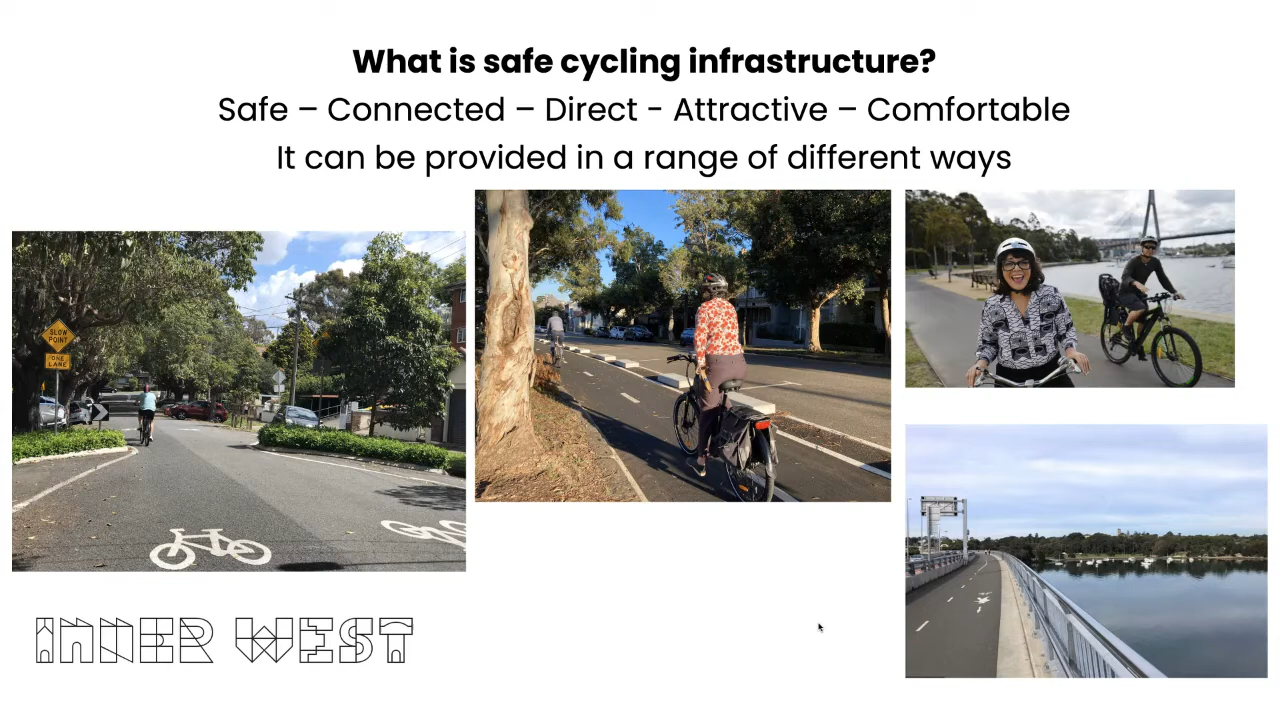 What is safe cycling infrastructure?
Safe – Connected – Direct - Attractive – Comfortable
It can be provided in a range of different ways
SLOW
POINT
ONE
LANE
INNER WEST